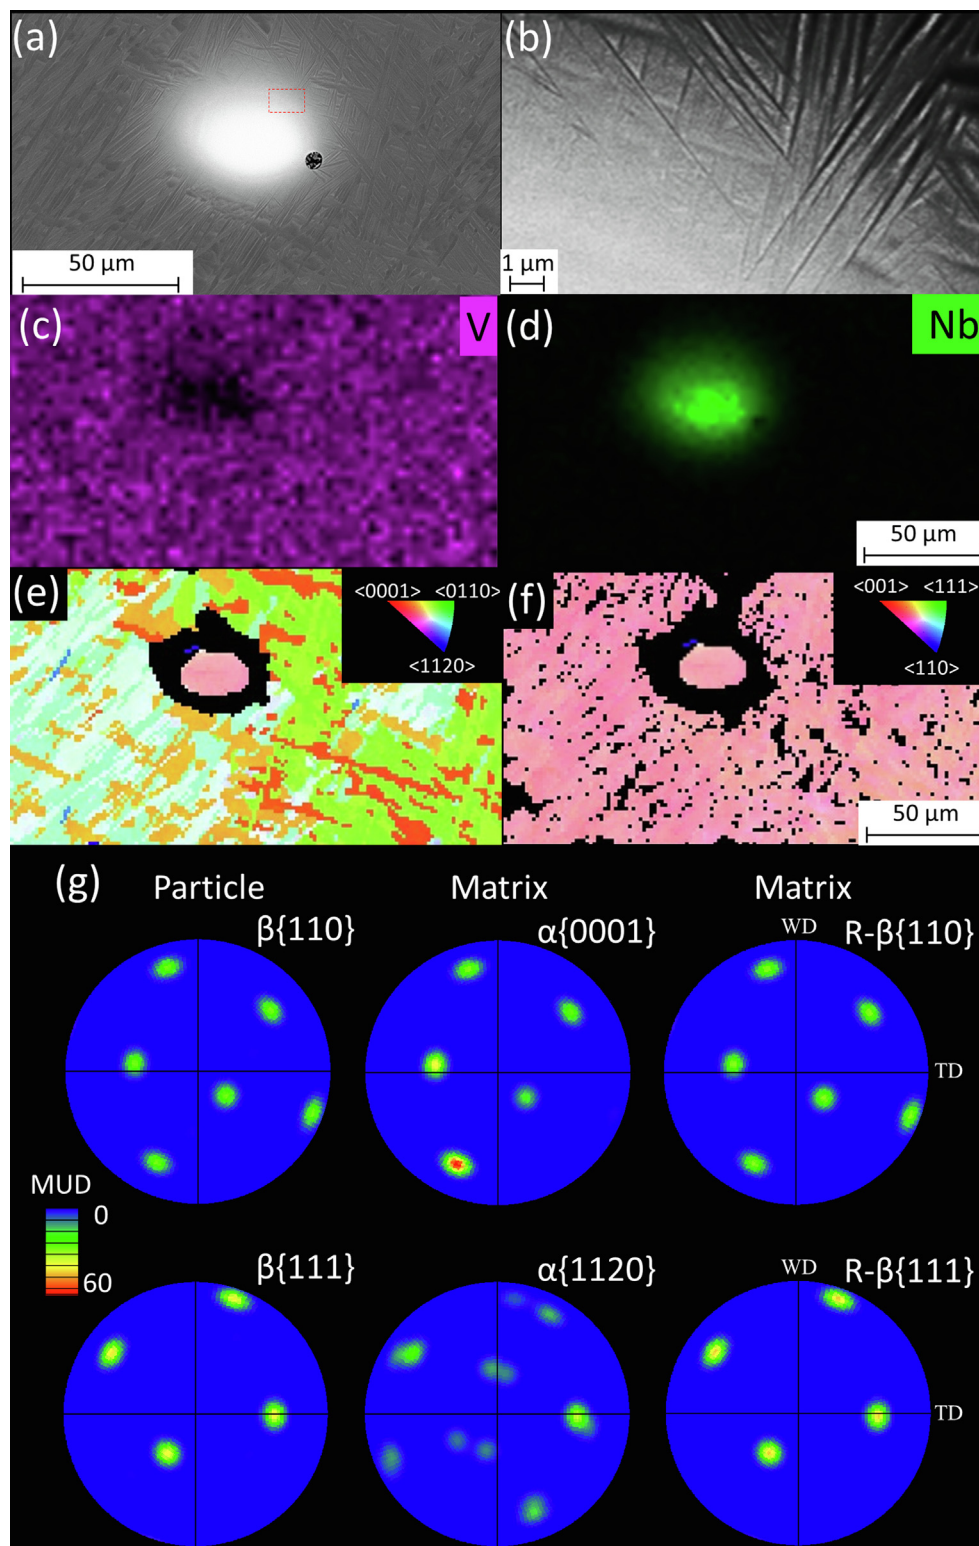 (a)
(b)
50 µm
1 µm
(c)
V
(d)
Nb
50 µm
(e)
<0001> <0110>
<1120>
(f)
<001> <111>
<110>
50 µm
(g)
Particle
Matrix
Matrix
β{110}
α{0001}
WD
R-β{110}
TD
MUD
0
60
β{111}
α{1120}
WD
R-β{111}
TD